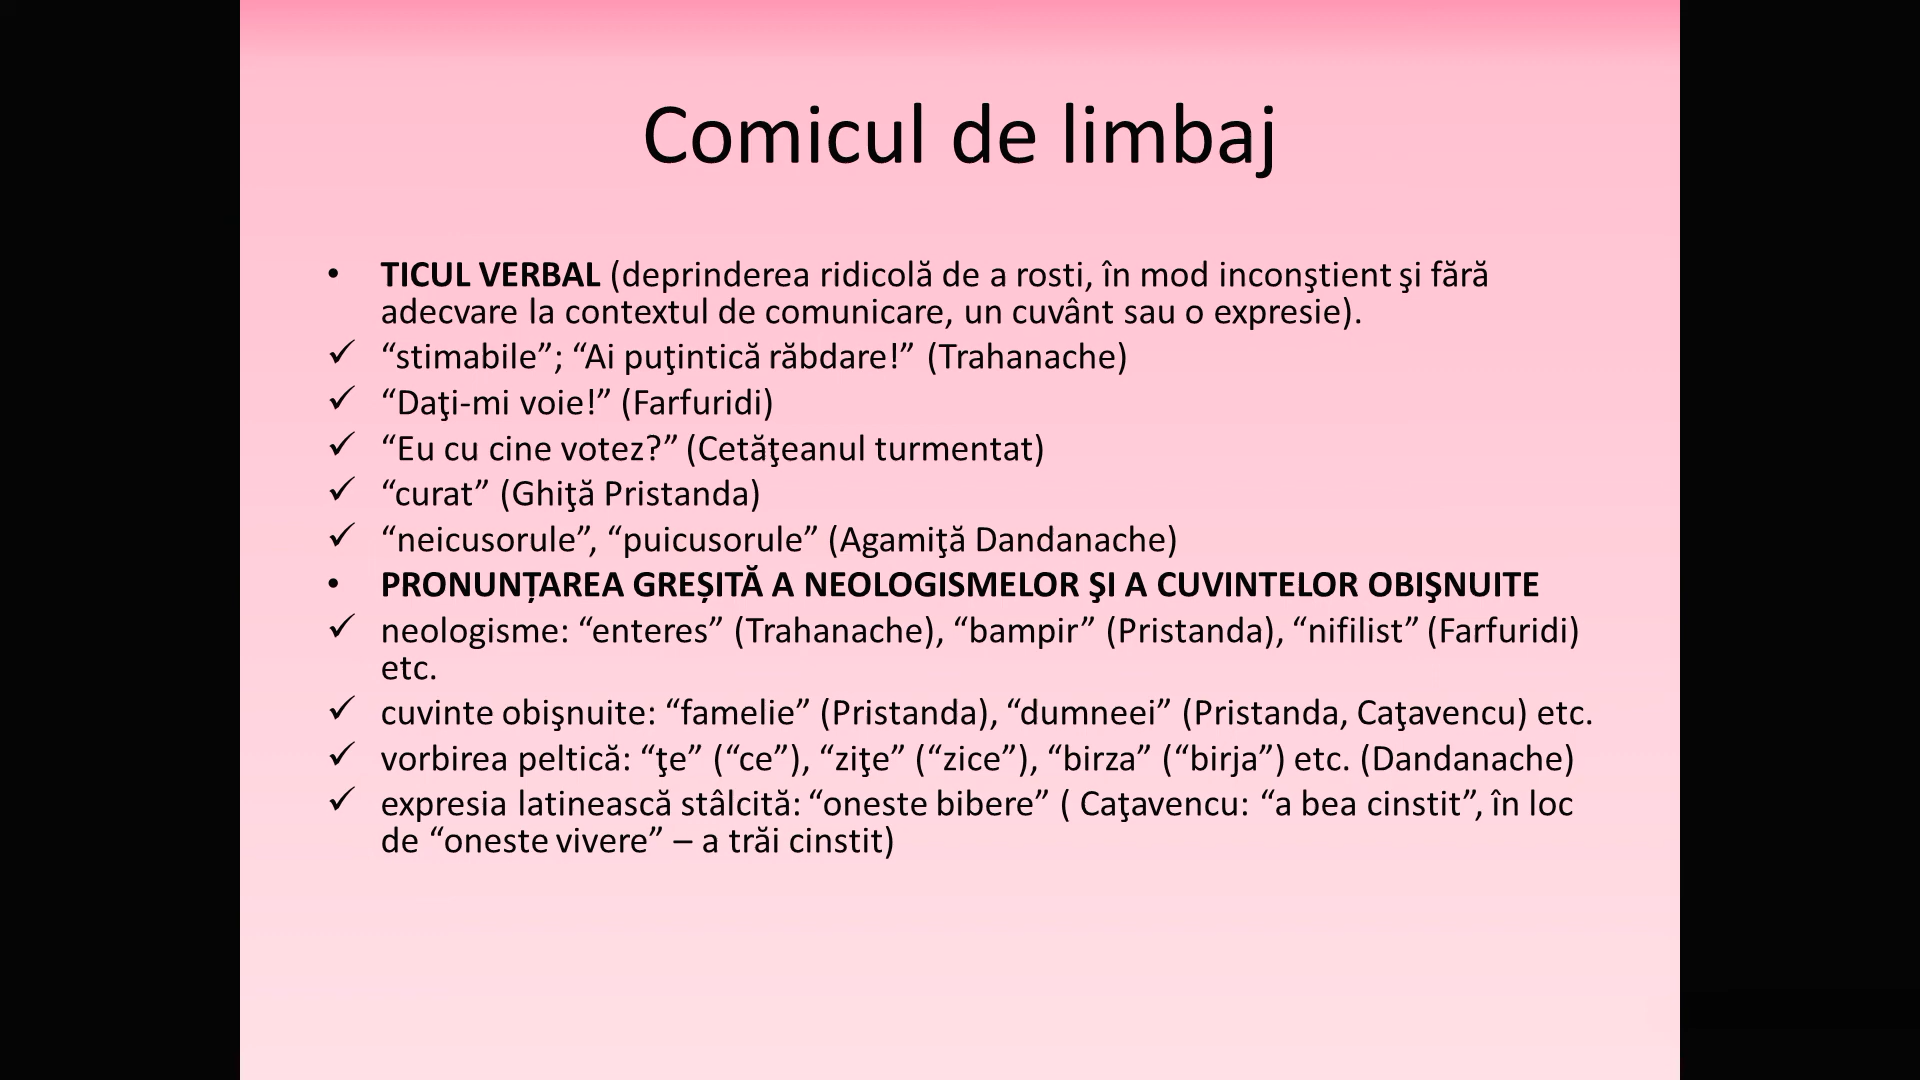 Comicul de limbaj
• TICUL VERBAL (deprinderea ridicolă de a rosti, în mod inconştient şi fără
adecvare la contextul de comunicare, un cuvânt sau o expresie).
✓ “stimabile”; “Ai puţintică răbdare!” (Trahanache)
✓ “Daţi-mi voie!” (Farfuridi)
✓ “Eu cu cine votez?” (Cetăţeanul turmentat)
✓ “curat” (Ghiţă Pristanda)
✓ “neicusorule”, “puicusorule” (Agamiţă Dandanache)
• PRONUNȚAREA GREȘITĂ A NEOLOGISMELOR ŞI A CUVINTELOR OBIŞNUITE
✓ neologisme: “enteres” (Trahanache), “bampir” (Pristanda), “nifilist” (Farfuridi)
etc.
✓ cuvinte obişnuite: “famelie” (Pristanda), “dumneei” (Pristanda, Caţavencu) etc.
✓ vorbirea peltică: “ţe” (“ce”), “ziţe” (“zice”), “birza” (“birja”) etc. (Dandanache)
✓ expresia latinească stâlcită: “oneste bibere” ( Caţavencu: “a bea cinstit”, în loc
de “oneste vivere” – a trăi cinstit)